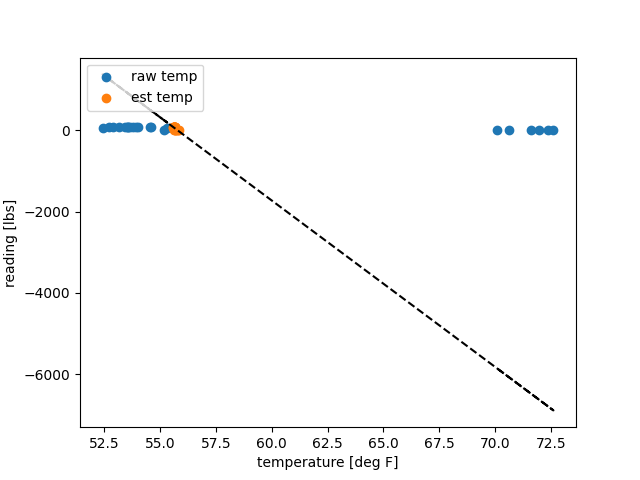 raw temp
est temp
0
−2000
−4000
−6000
reading [lbs]
52.5 55.0 57.5 60.0 62.5 65.0 67.5 70.0 72.5
temperature [deg F]